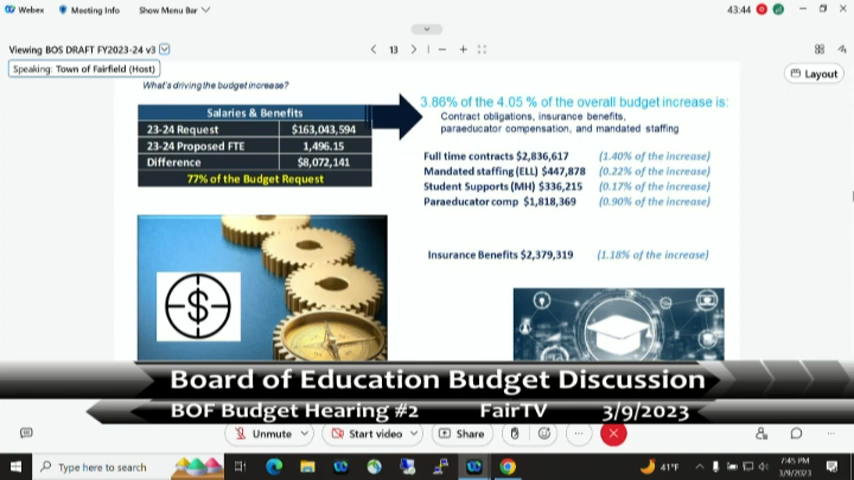 Webex
Meeting Info
Show Menu Bar
43:44
Viewing BOS DRAFT FY2023-24 v3
13
Speaking: Town of Fairfield (Host)
Layout
What's driving the budget increase?
Salaries & Benefits
23-24 Request $163,043,594
23-24 Proposed FTE 1,496.15
Difference $8,072,141
77% of the Budget Request
3.86% of the 4.05 % of the overall budget increase is:
Contract obligations, insurance benefits,
paraeducator compensation, and mandated staffing
Full time contracts $2,836,617 (1.40% of the increase)
Mandated staffing (ELL) $447,878 (0.22% of the increase)
Student Supports (MH) $336,215 (0.17% of the increase)
Paraeducator comp $1,818,369 (0.90% of the increase)
Insurance Benefits $2,379,319 (1.18% of the increase)
$
Board of Education Budget Discussion
BOF Budget Hearing #2 FairTV 3/9/2023
Unmute
Start video
Share
Type here to search
41°F
7:45 PM
3/9/2023